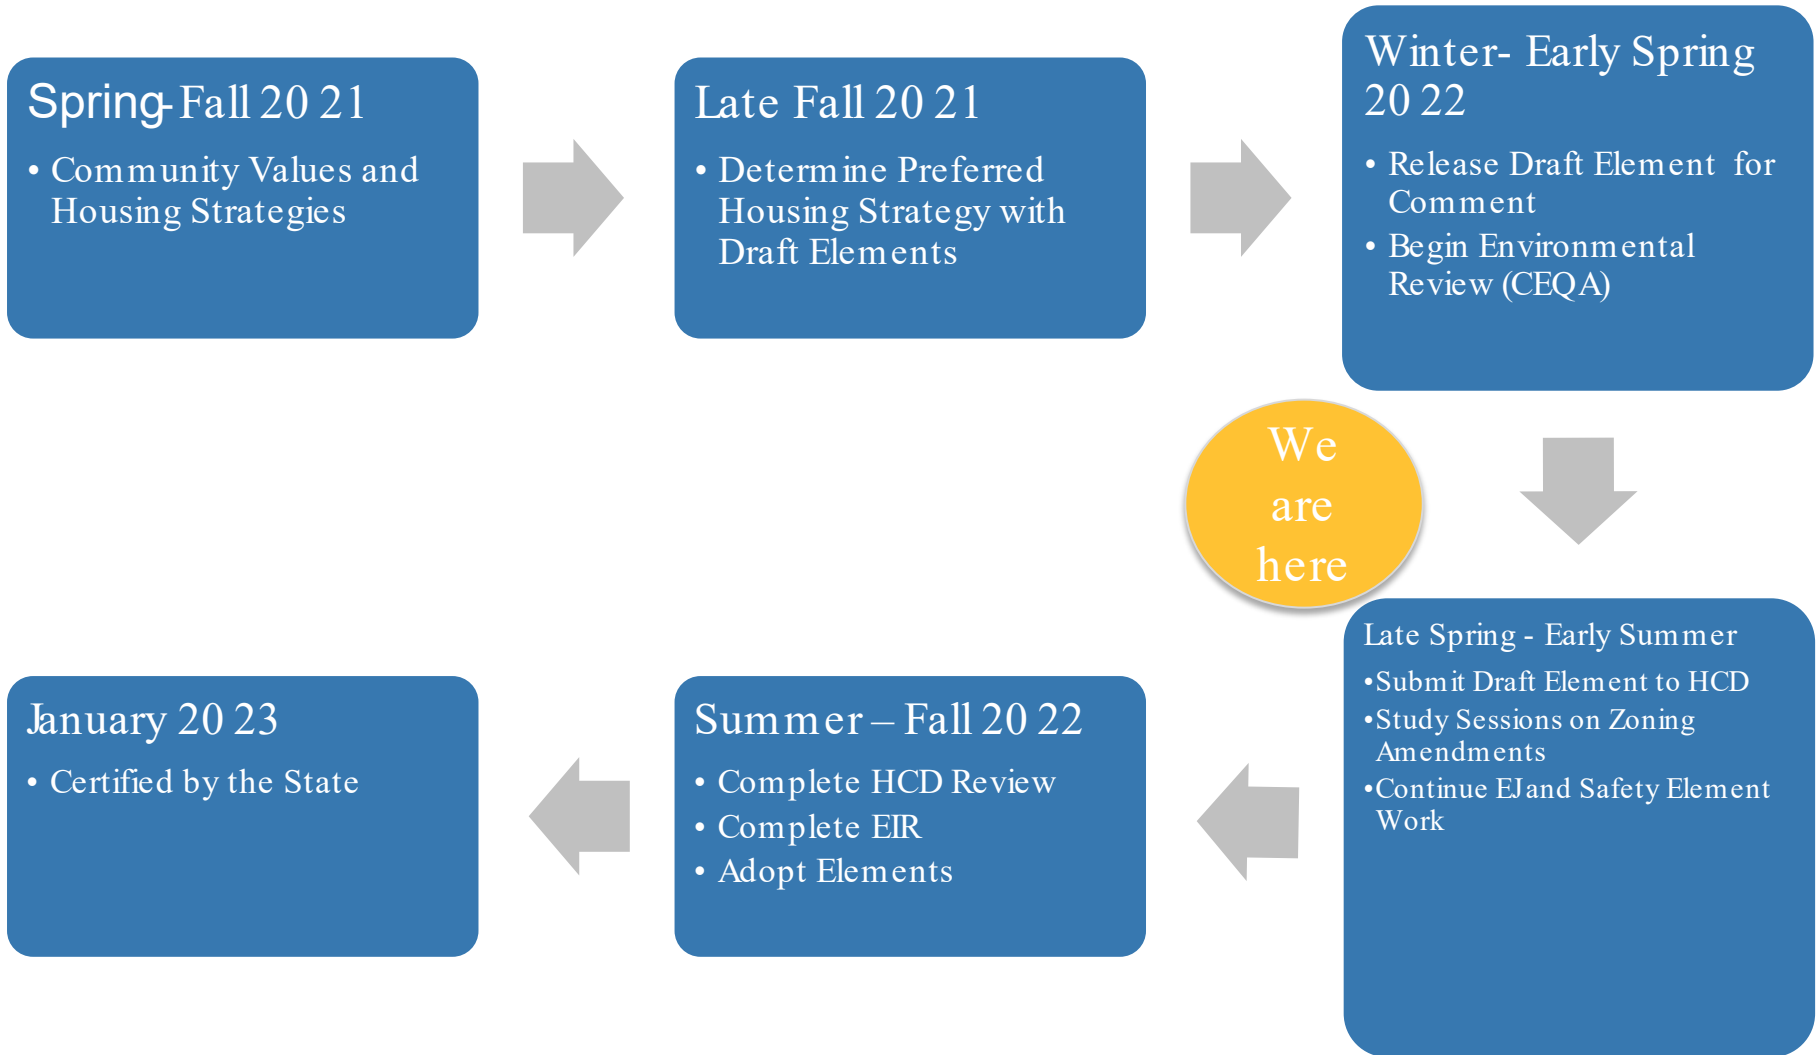 Spring-Fall 2021
• Community Values and
Housing Strategies
Late Fall 2021
• Determine Preferred
Housing Strategy with
Draft Elements
Winter- Early Spring
2022
• Release Draft Element for
Comment
• Begin Environmental
Review (CEQA)
We
are
here
Late Spring - Early Summer
•Submit Draft Element to HCD
•Study Sessions on Zoning
Amendments
•Continue EJ and Safety Element
Work
Summer – Fall 2022
• Complete HCD Review
• Complete EIR
• Adopt Elements
January 2023
• Certified by the State